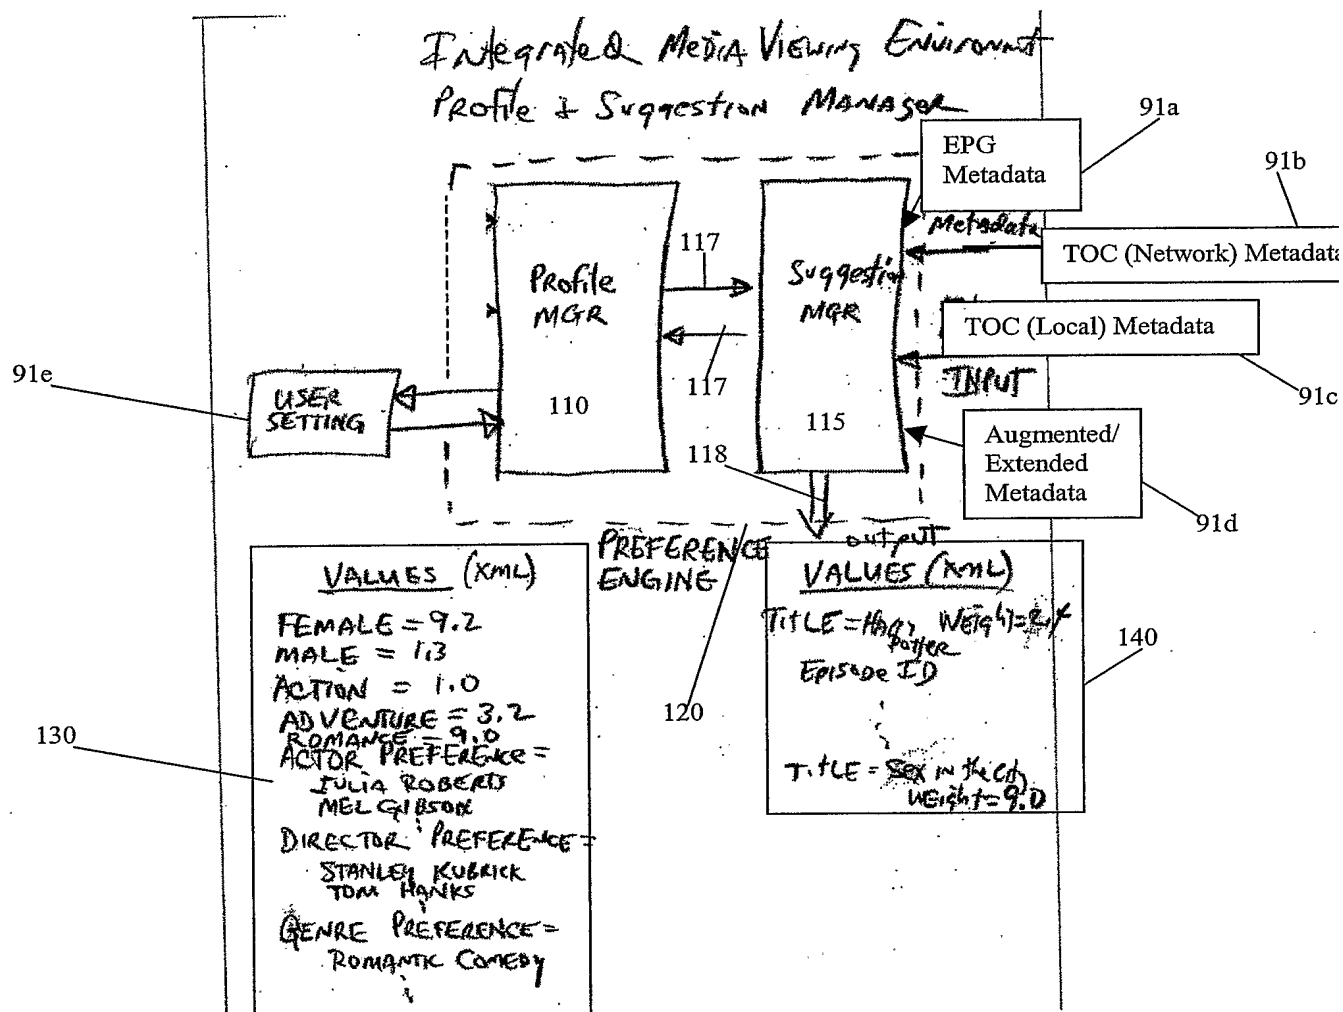 Integrated Media Viewing Environmnt
Profile & Suggestion Manager
91a
EPG
Metadata
91b
Metadata
TOC (Network) Metadata
117
Profile
MGR
Suggestion
MGR
TOC (Local) Metadata
91e
117
INPUT
91c
USER
SETTING
110
115
118
Augmented/
Extended
Metadata
91d
PREFERENCE
ENGINE
output
VALUES (XML)
FEMALE = 9.2
MALE = 1.3
ACTION = 1.0
ADVENTURE = 3.2
ROMANCE = 9.0
ACTOR PREFERENCE =
JULIA ROBERTS
MEL GIBSON
DIRECTOR PREFERENCE =
STANLEY KUBRICK
TOM HANKS
GENRE PREFERENCE =
ROMANTIC COMEDY
130
120
VALUES (XML)
TITLE = Harry Potter Weight = 2.4
Episode ID
TITLE = Sex in the City
Weight = 9.0
140